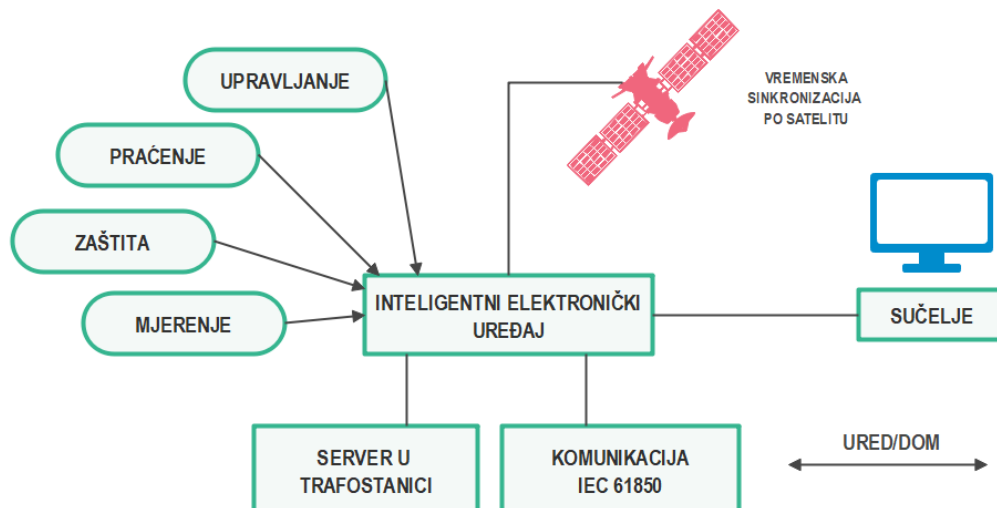 UPRAVLJANJE
VREMENSKA
SINKRONIZACIJA
PO SATELITU
PRAĆENJE
ZAŠTITA
MJERENJE
INTELIGENTNI ELEKTRONIČKI
UREĐAJ
SUČELJE
SERVER U
TRAFOSTANICI
KOMUNIKACIJA
IEC 61850
URED/DOM